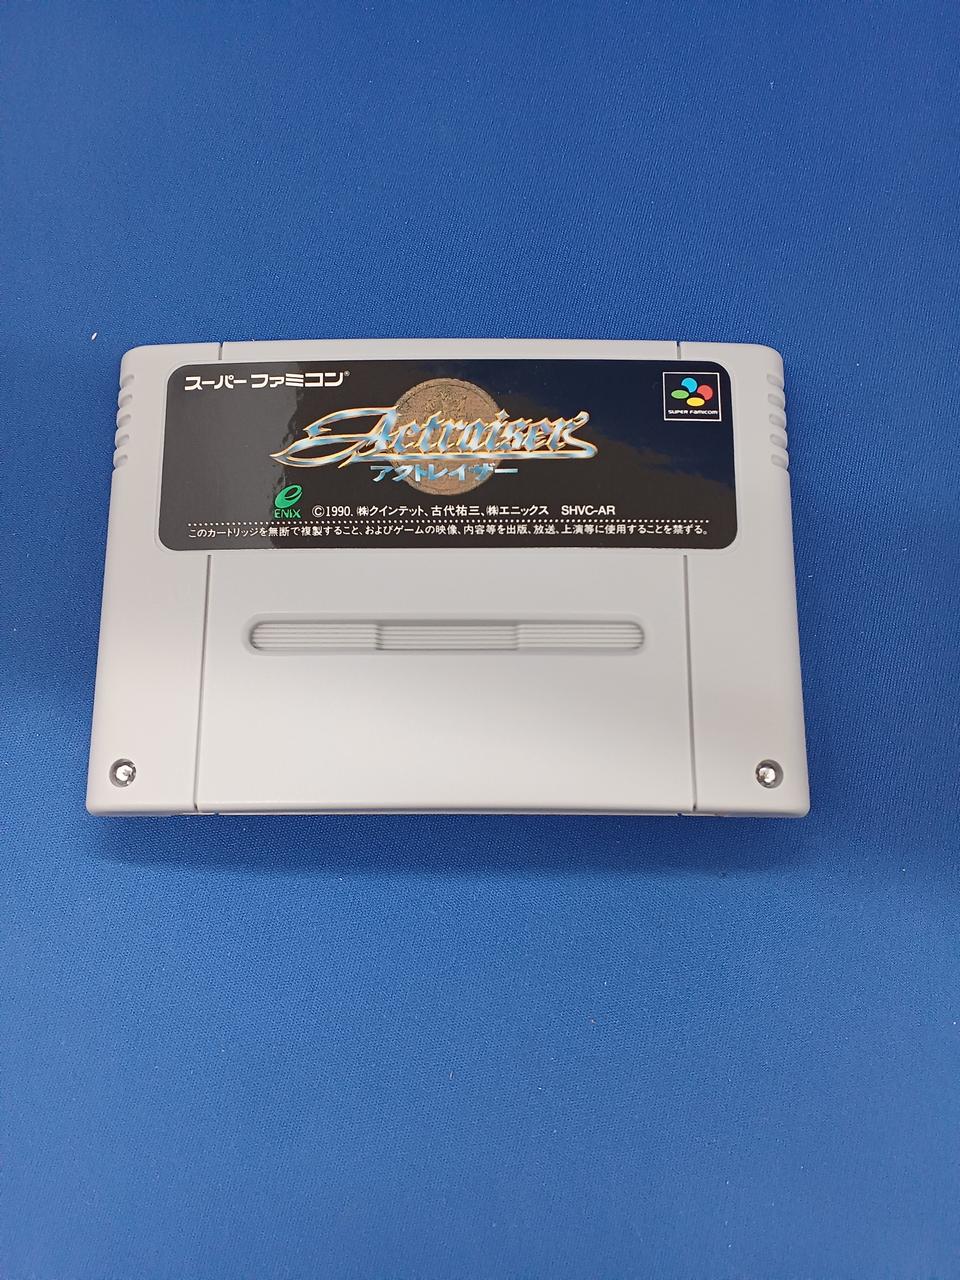 スーパーファミコン®
SUPER FAMICOM
Actraiser
アクトレイザー
ENIX
©1990. ㈱クインテット、古代祐三、㈱エニックス SHVC-AR
このカートリッジを無断で複製すること、およびゲームの映像、内容等を出版、放送、上演等に使用することを禁ずる。